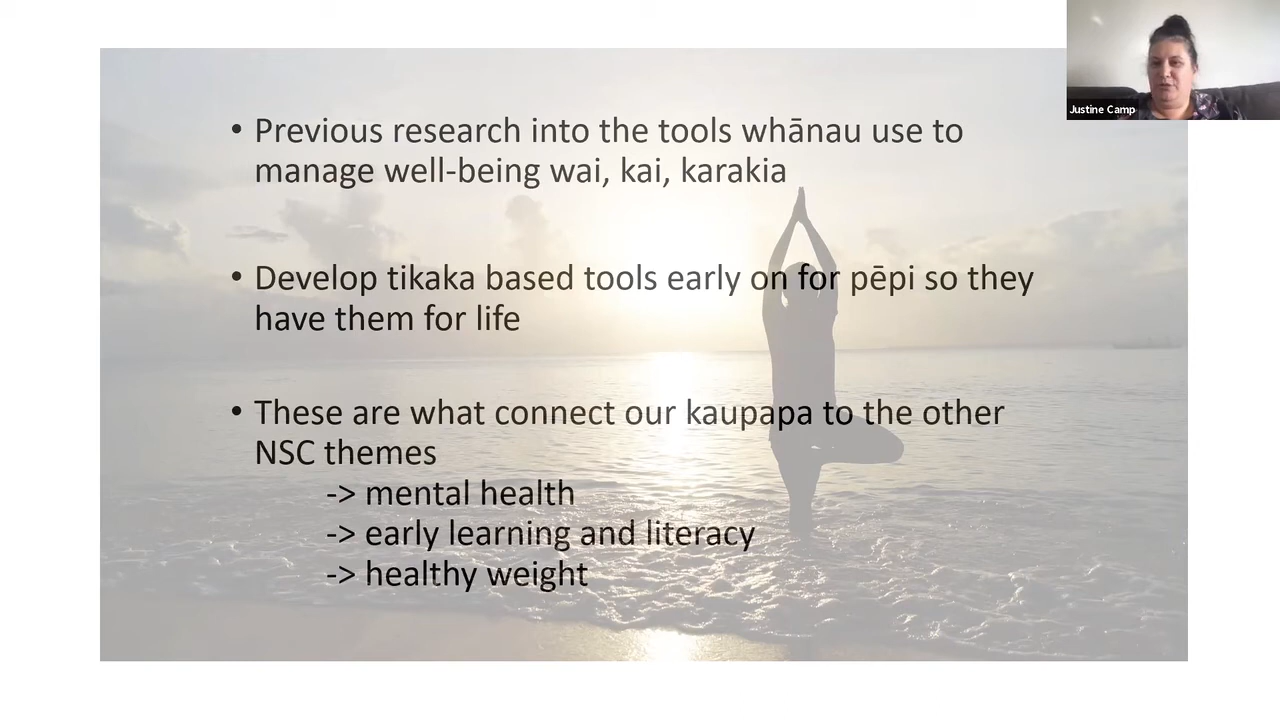 • Previous research into the tools whānau use to
manage well-being wai, kai, karakia
• Develop tikaka based tools early on for pēpi so they
have them for life
• These are what connect our kaupapa to the other
NSC themes
-> mental health
-> early learning and literacy
-> healthy weight
Justine Camp